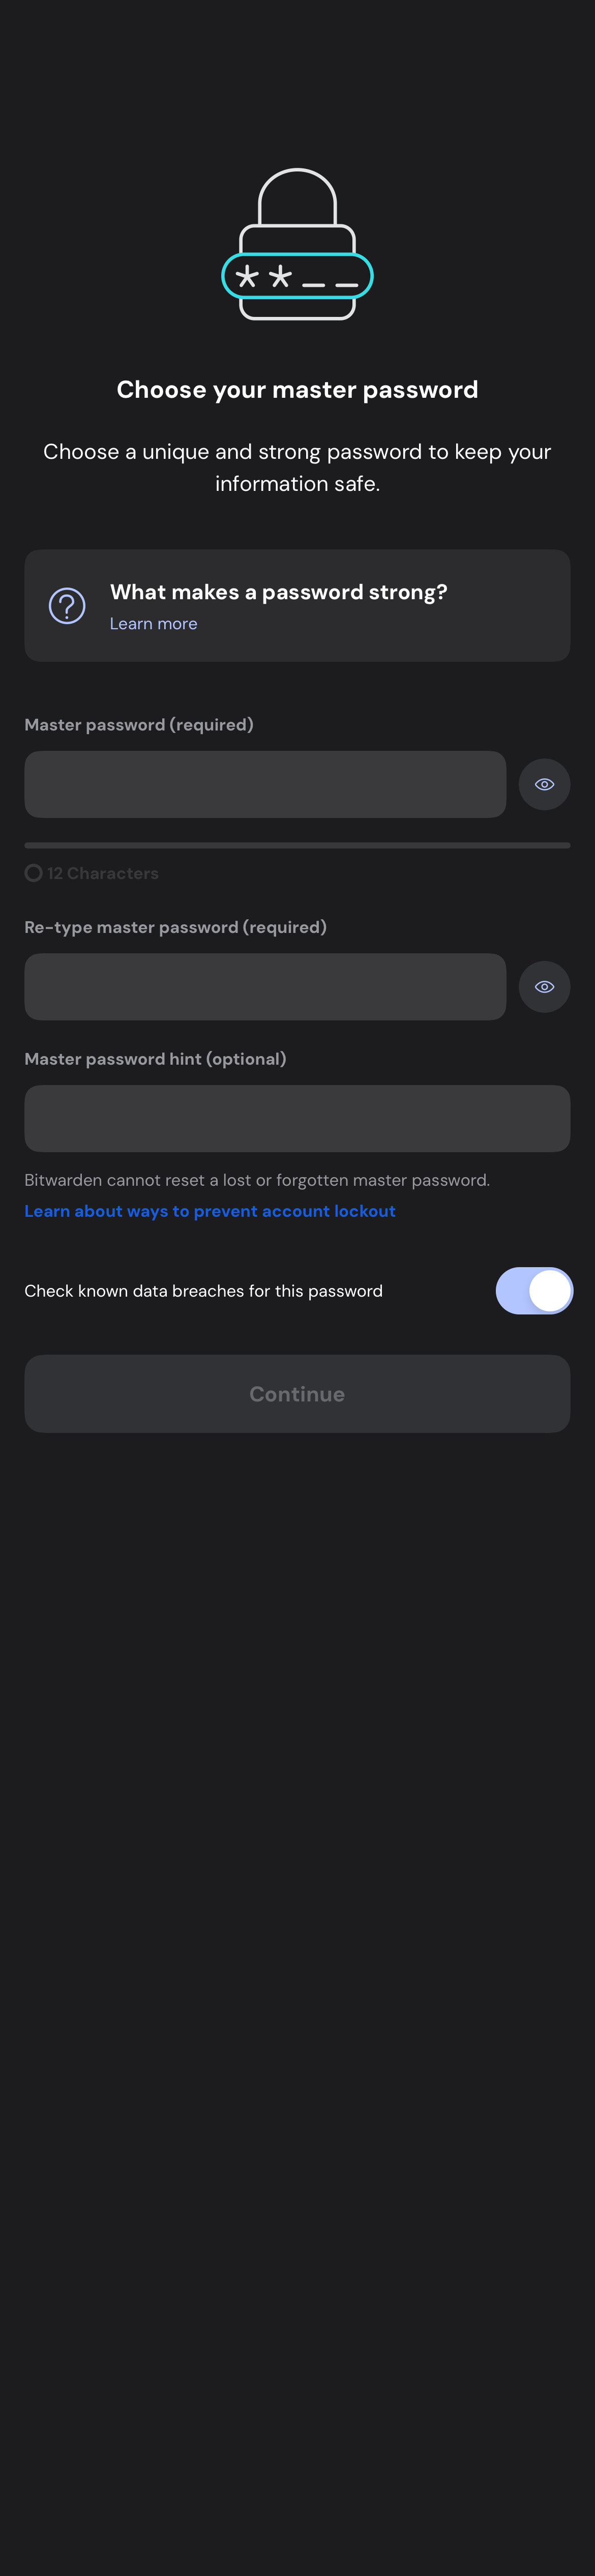 Choose your master password
Choose a unique and strong password to keep your
information safe.
What makes a password strong?
Learn more
Master password (required)
12 Characters
Re-type master password (required)
Master password hint (optional)
Bitwarden cannot reset a lost or forgotten master password.
Learn about ways to prevent account lockout
Check known data breaches for this password
Continue